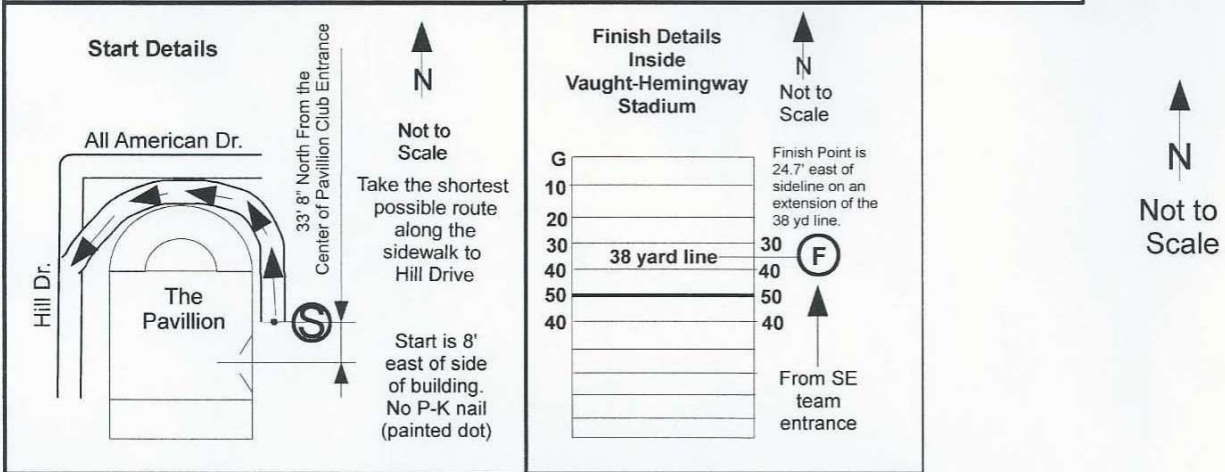 Start Details
33' 8" North From the
Center of Pavillion Club Entrance
N
Not to
Scale
All American Dr.
Hill Dr.
The
Pavillion
S
Take the shortest
possible route
along the
sidewalk to
Hill Drive
Start is 8'
east of side
of building.
No P-K nail
(painted dot)
Finish Details
Inside
Vaught-Hemingway
Stadium
N
Not to
Scale
Finish Point is
24.7' east of
sideline on an
extension of the
38 yd line.
G
10
20
30 30
38 yard line F
40 40
50 50
40 40
From SE
team
entrance
N
Not to
Scale